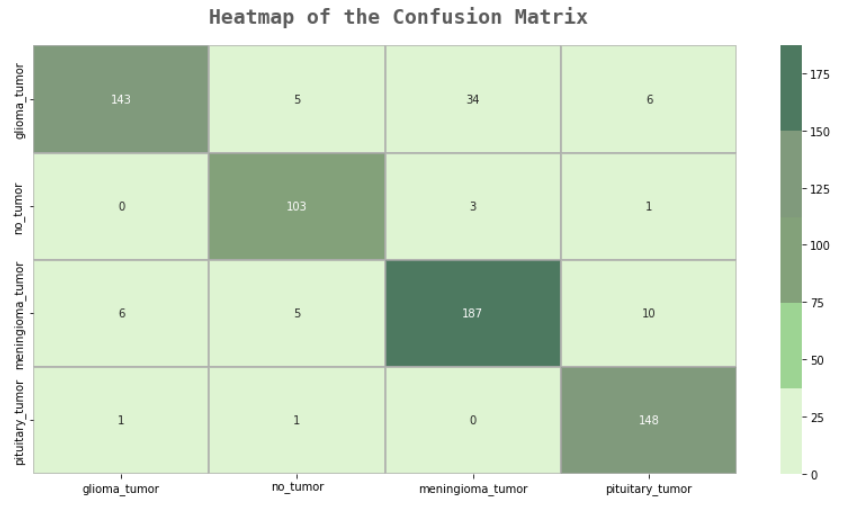 Heatmap of the Confusion Matrix
glioma_tumor
143 5 34 6
no_tumor
0 103 3 1
meningioma_tumor
6 5 187 10
pituitary_tumor
1 1 0 148
glioma_tumor no_tumor meningioma_tumor pituitary_tumor
175
150
125
100
75
50
25
0